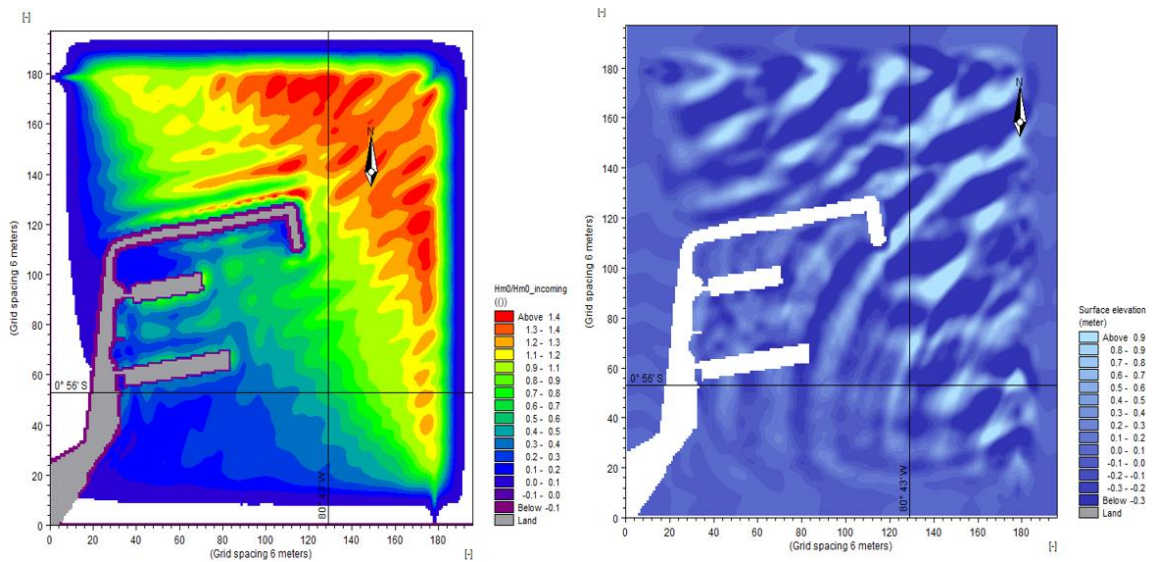 [-]
180
160
140
120
100
80
60
40
20
0
(Grid spacing 6 meters)
0 20 40 60 80 100 120 140 160 180
(Grid spacing 6 meters)
[-]
N
0° 56' S
80° 43' W
Hm0/Hm0_incoming
(())
Above 1.4
1.3 - 1.4
1.2 - 1.3
1.1 - 1.2
0.9 - 1.1
0.8 - 0.9
0.7 - 0.8
0.6 - 0.7
0.5 - 0.6
0.4 - 0.5
0.3 - 0.4
0.2 - 0.3
0.1 - 0.2
0.0 - 0.1
-0.1 - 0.0
Below -0.1
Land
[-]
180
160
140
120
100
80
60
40
20
0
(Grid spacing 6 meters)
0 20 40 60 80 100 120 140 160 180
(Grid spacing 6 meters)
[-]
N
0° 56' S
80° 43' W
Surface elevation
(meter)
Above 0.9
0.8 - 0.9
0.7 - 0.8
0.6 - 0.7
0.5 - 0.6
0.4 - 0.5
0.3 - 0.4
0.2 - 0.3
0.1 - 0.2
0.0 - 0.1
-0.1 - 0.0
-0.2 - -0.1
-0.3 - -0.2
Below -0.3
Land